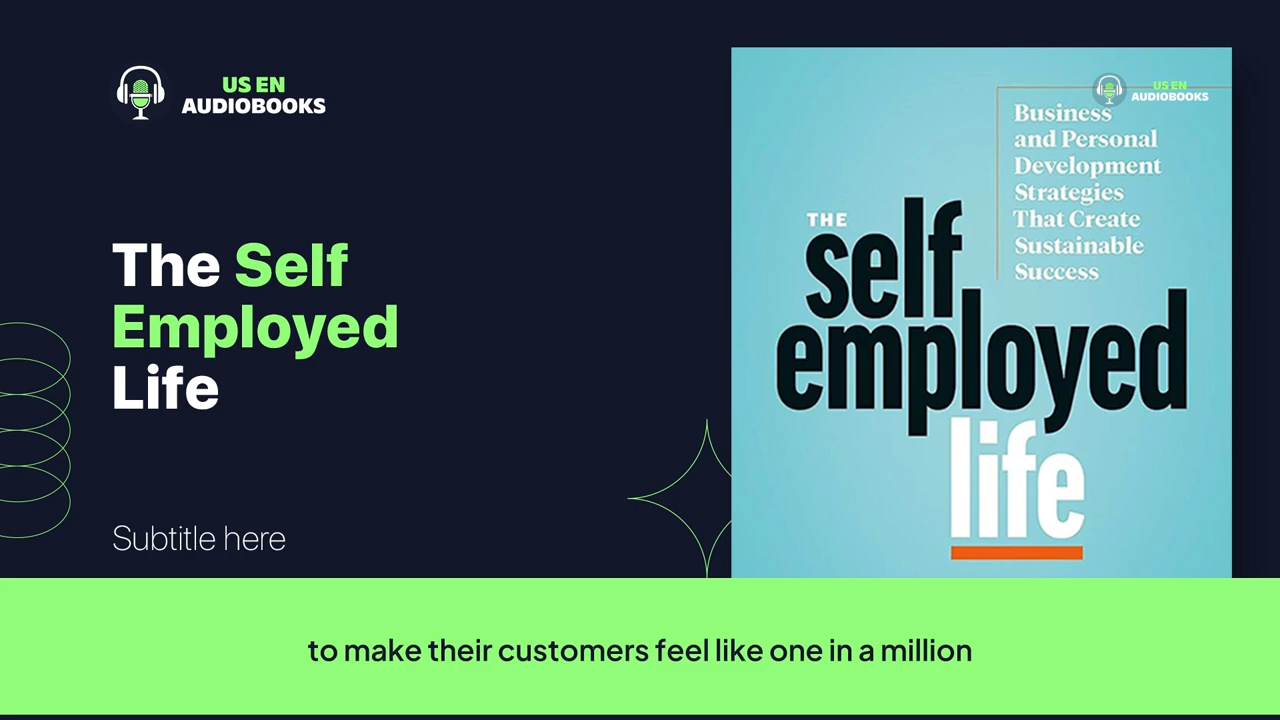 US EN
AUDIOBOOKS
The Self
Employed
Life
Subtitle here
US EN
AUDIOBOOKS
Business
and Personal
Development
Strategies
That Create
Sustainable
Success
THE
self
employed
life
to make their customers feel like one in a million